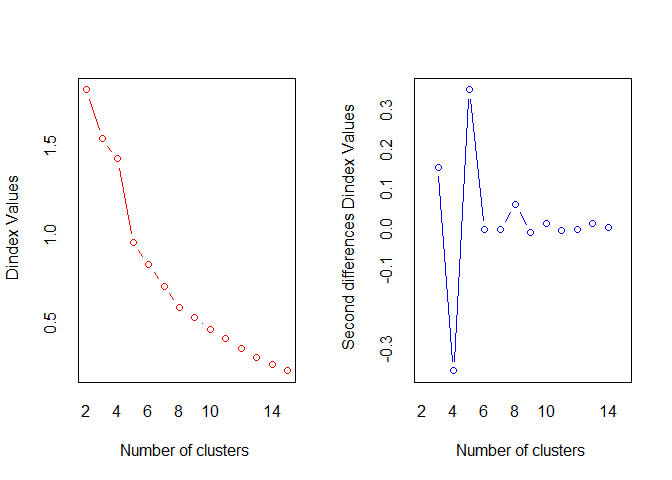 Dindex Values
1.5
1.0
0.5
2 4 6 8 10 14
Number of clusters
Second differences Dindex Values
0.3
0.2
0.1
0.0
-0.1
-0.3
2 4 6 8 10 14
Number of clusters